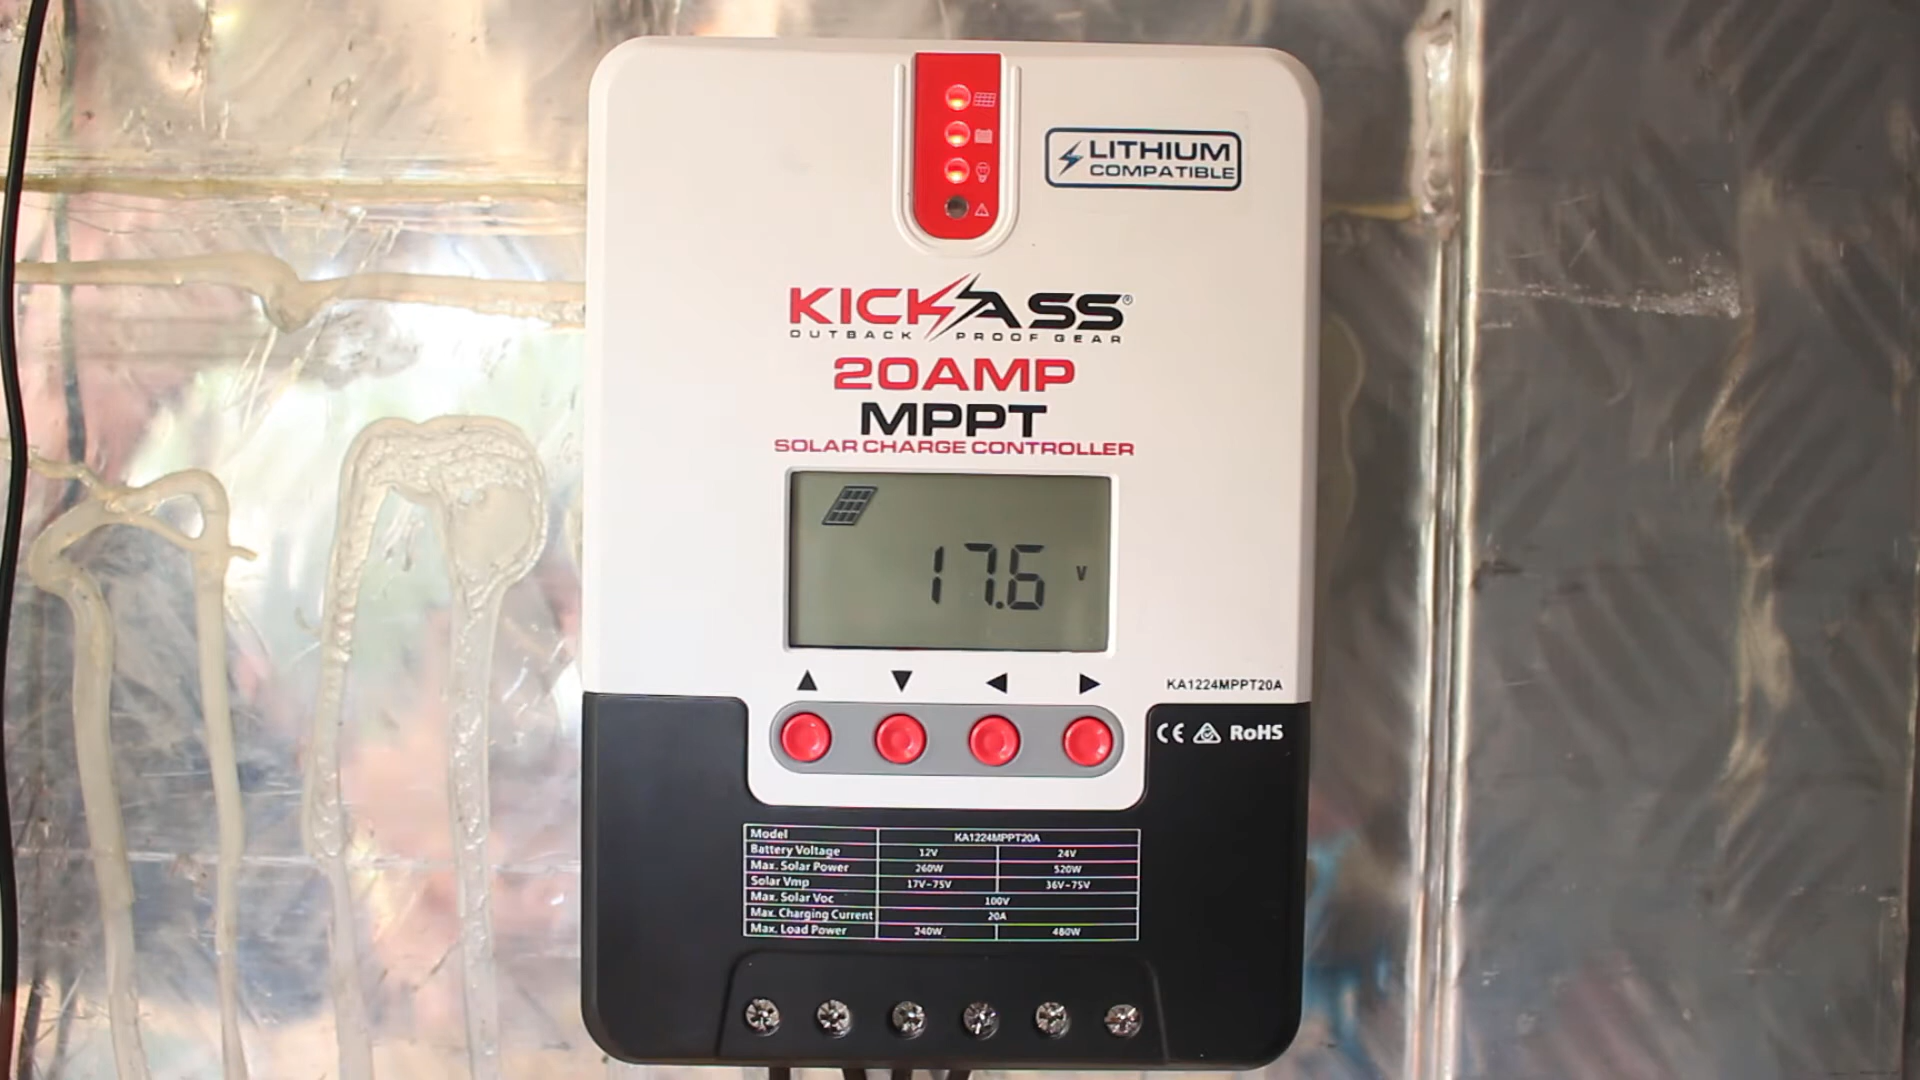 LITHIUM
COMPATIBLE
KICKASS®
OUTBACK PROOF GEAR
20AMP
MPPT
SOLAR CHARGE CONTROLLER
17.6 V
KA1224MPPT20A
CE RoHS
Model KA1224MPPT20A
Battery Voltage 12V 24V
Max. Solar Power 260W 520W
Solar Vmp 17V-75V 36V-75V
Max. Solar Voc 100V
Max. Charging Current 20A
Max. Load Power 240W 480W